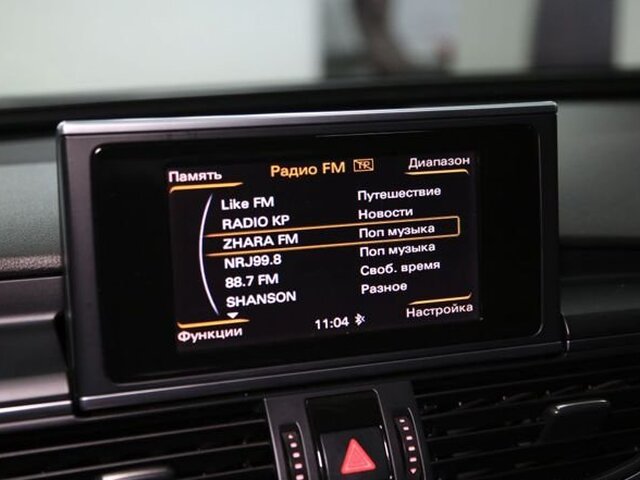 Память Радио FM TP Диапазон
Like FM Путешествие
RADIO KP Новости
ZHARA FM Поп музыка
NRJ99.8 Поп музыка
88.7 FM Своб. время
SHANSON Разное
Функции 11:04 Настройка